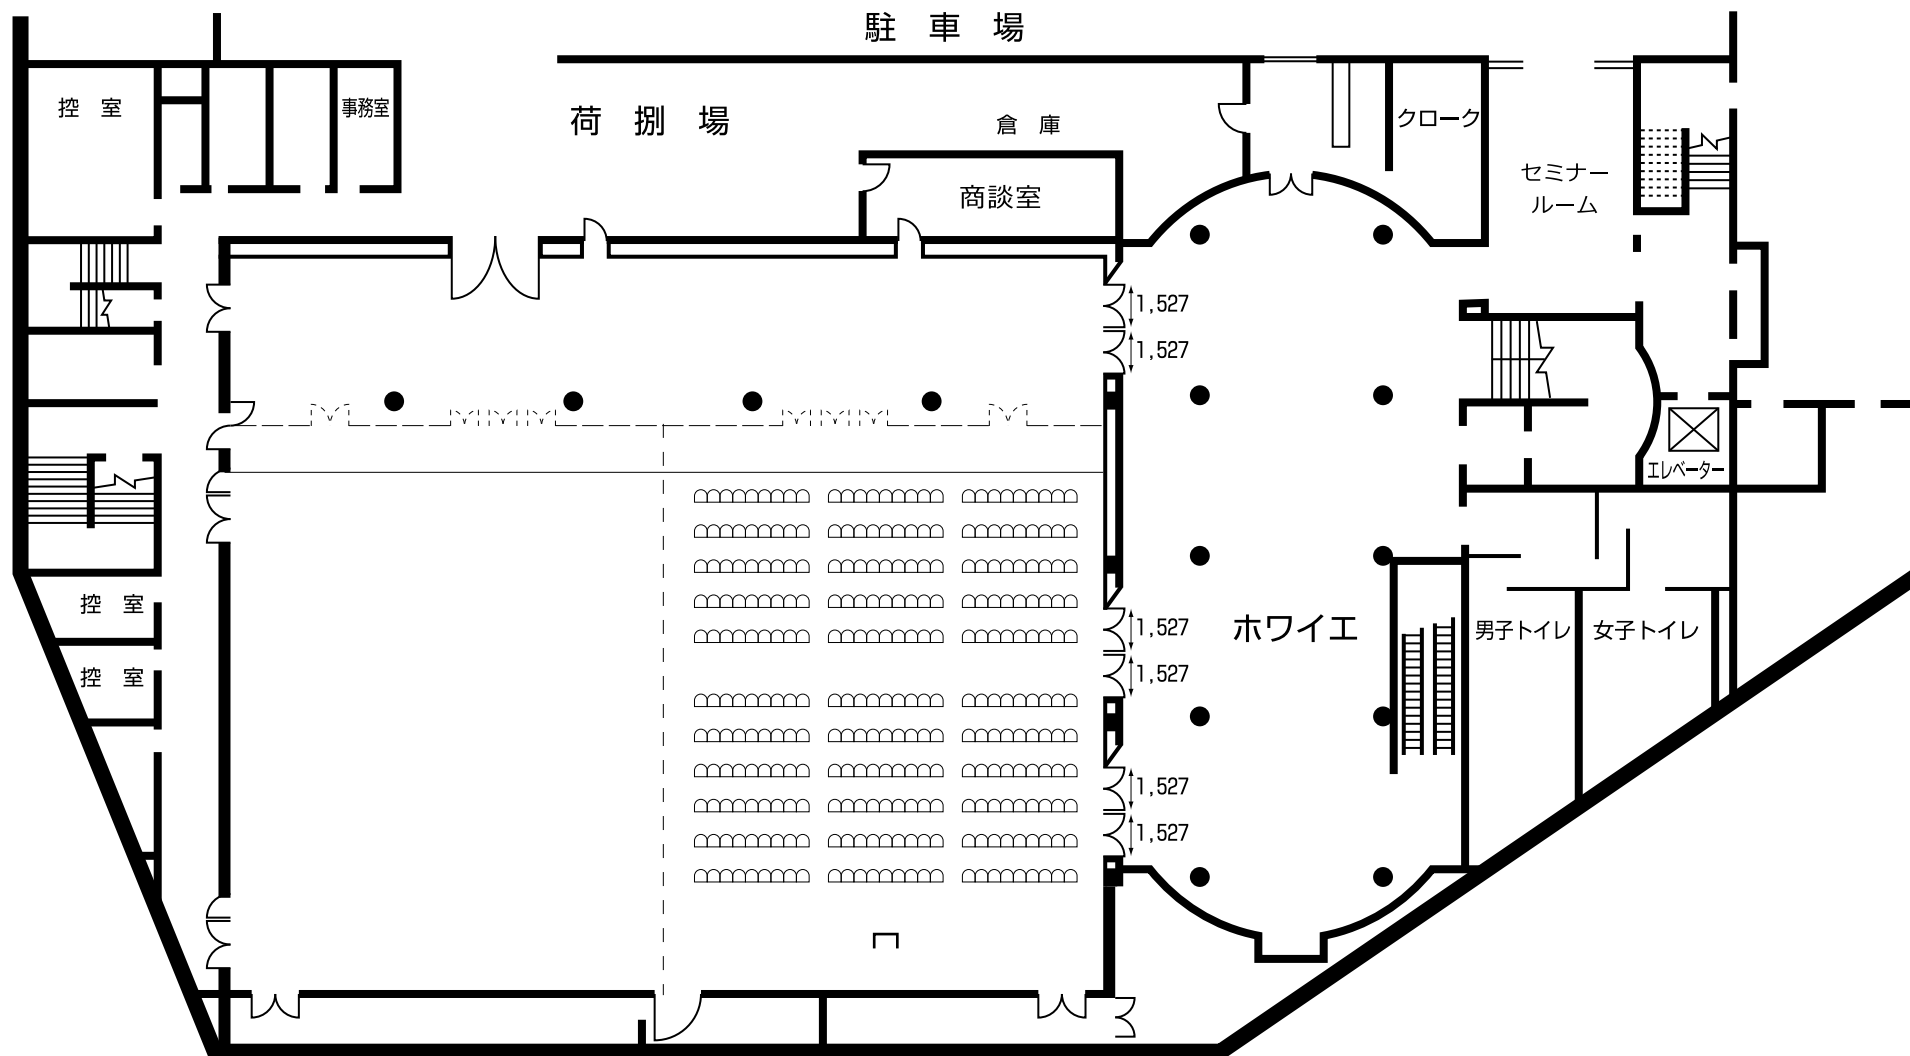 駐 車 場
控 室
事務室
荷 捌 場
倉 庫
クローク
商談室
セミナー
ルーム
1,527
1,527
エレベーター
控 室
1,527
ホワイエ
男子トイレ
女子トイレ
控 室
1,527
1,527
1,527